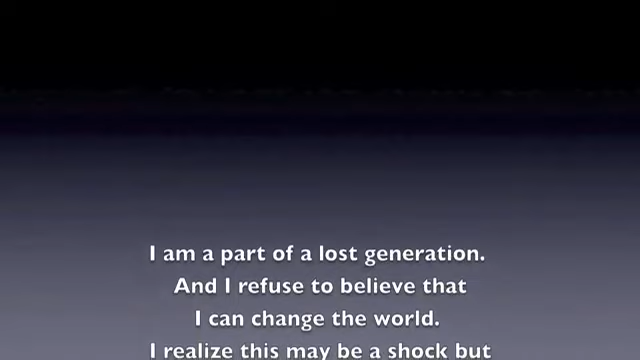 I am a part of a lost generation.
And I refuse to believe that
I can change the world.
I realize this may be a shock but